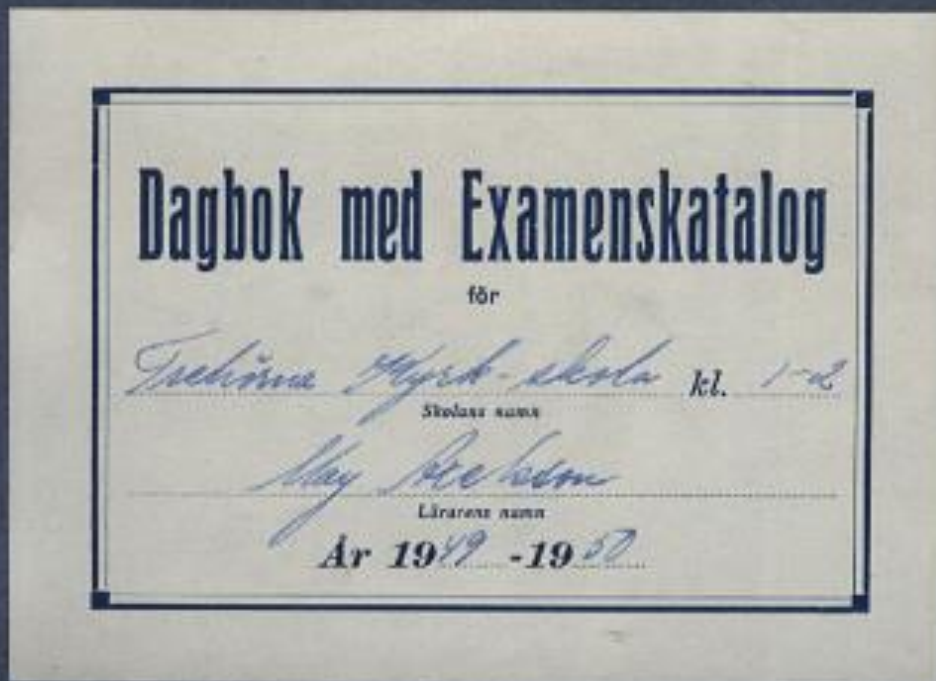 Dagbok med Examenskatalog
för
Trehörna Kyrk-skola kl. 1-2
Skolans namn
May
Lärarens namn
År 1949 -1950